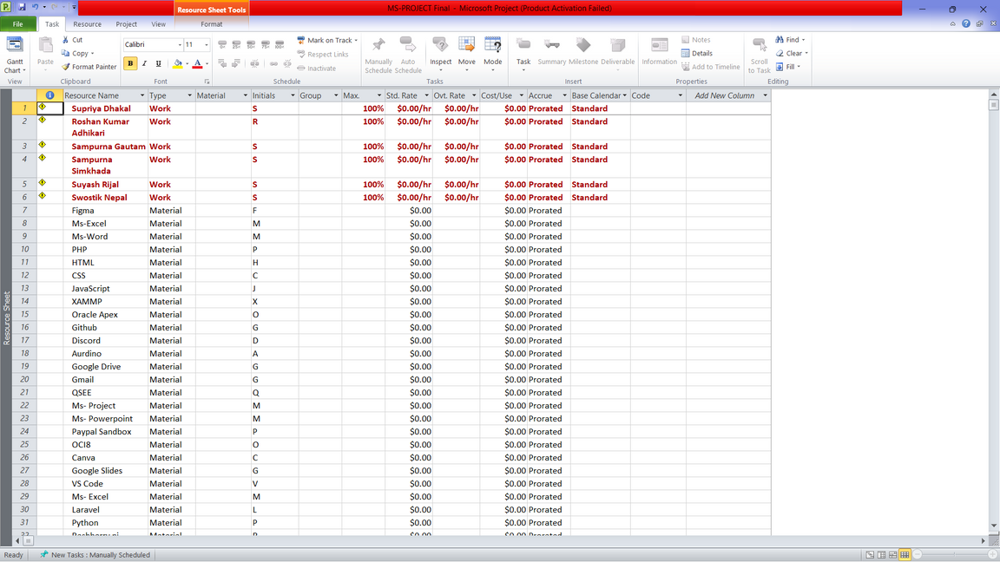 Resource Sheet Tools
MS-PROJECT Final - Microsoft Project (Product Activation Failed)
File Task Resource Project View Format
Gantt Chart
View
Paste
Cut
Copy
Format Painter
Clipboard
Calibri 11
B I U A
Font
Mark on Track
Respect Links
Inactivate
Schedule
Manually Schedule
Auto Schedule
Inspect Move Mode
Tasks
Task Summary Milestone Deliverable
Insert
Information
Notes
Details
Add to Timeline
Properties
Scroll to Task
Find
Clear
Fill
Editing
Resource Name Type Material Initials Group Max. Std. Rate Ovt. Rate Cost/Use Accrue Base Calendar Code Add New Column
1 Supriya Dhakal Work S 100% $0.00/hr $0.00/hr $0.00 Prorated Standard
2 Roshan Kumar Adhikari Work R 100% $0.00/hr $0.00/hr $0.00 Prorated Standard
3 Sampurna Gautam Work S 100% $0.00/hr $0.00/hr $0.00 Prorated Standard
4 Sampurna Simkhada Work S 100% $0.00/hr $0.00/hr $0.00 Prorated Standard
5 Suyash Rijal Work S 100% $0.00/hr $0.00/hr $0.00 Prorated Standard
6 Swostik Nepal Work S 100% $0.00/hr $0.00/hr $0.00 Prorated Standard
7 Figma Material F $0.00 $0.00 Prorated
8 Ms-Excel Material M $0.00 $0.00 Prorated
9 Ms-Word Material M $0.00 $0.00 Prorated
10 PHP Material P $0.00 $0.00 Prorated
11 HTML Material H $0.00 $0.00 Prorated
12 CSS Material C $0.00 $0.00 Prorated
13 JavaScript Material J $0.00 $0.00 Prorated
14 XAMMP Material X $0.00 $0.00 Prorated
15 Oracle Apex Material O $0.00 $0.00 Prorated
16 Github Material G $0.00 $0.00 Prorated
17 Discord Material D $0.00 $0.00 Prorated
18 Aurdino Material A $0.00 $0.00 Prorated
19 Google Drive Material G $0.00 $0.00 Prorated
20 Gmail Material G $0.00 $0.00 Prorated
21 QSEE Material Q $0.00 $0.00 Prorated
22 Ms- Project Material M $0.00 $0.00 Prorated
23 Ms- Powerpoint Material M $0.00 $0.00 Prorated
24 Paypal Sandbox Material P $0.00 $0.00 Prorated
25 OCI8 Material O $0.00 $0.00 Prorated
26 Canva Material C $0.00 $0.00 Prorated
27 Google Slides Material G $0.00 $0.00 Prorated
28 VS Code Material V $0.00 $0.00 Prorated
29 Ms- Excel Material M $0.00 $0.00 Prorated
30 Laravel Material L $0.00 $0.00 Prorated
31 Python Material P $0.00 $0.00 Prorated
Resource Sheet
Ready New Tasks : Manually Scheduled